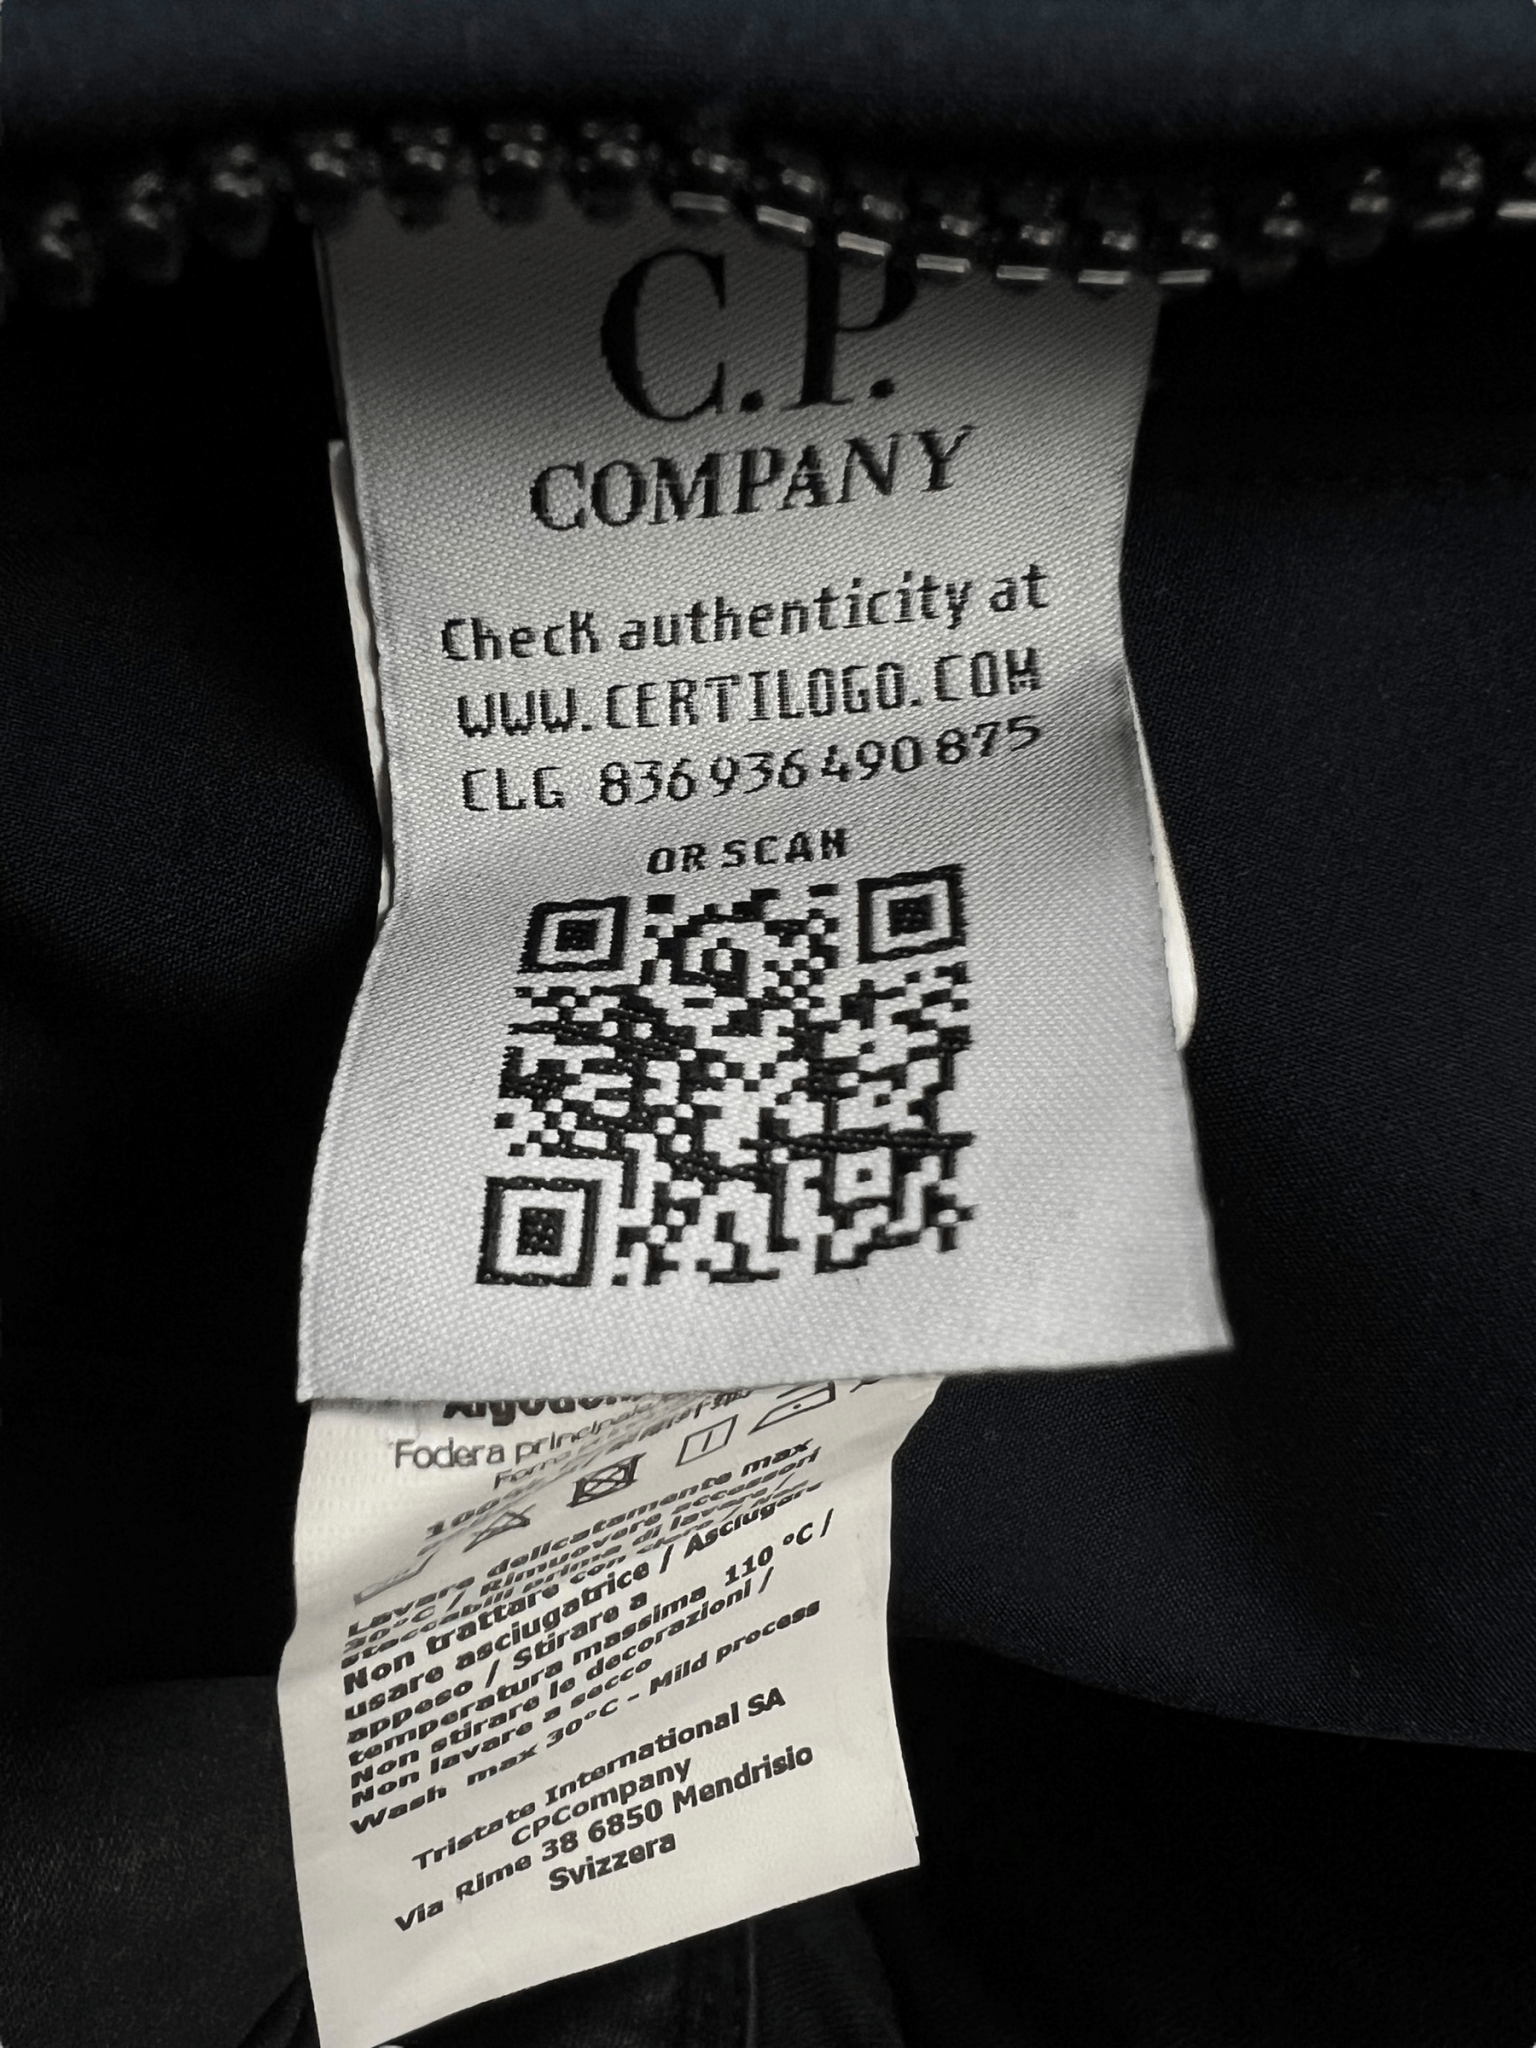 C.P.
COMPANY
Check authenticity at
WWW.CERTILOGO.COM
CLG 836936490875
OR SCAN
Fodera principale
Lavare delicatamente max
30°C / Rimuovere accessori
staccabili prima di lavare /
Non trattare con cloro / Non
usare asciugatrice / Asciugare
appeso / Stirare a
temperatura massima 110 °C /
Non stirare le decorazioni /
Non lavare a secco
Wash max 30°C - Mild process
Tristate International SA
CPCompany
Via Rime 38 6850 Mendrisio
Svizzera